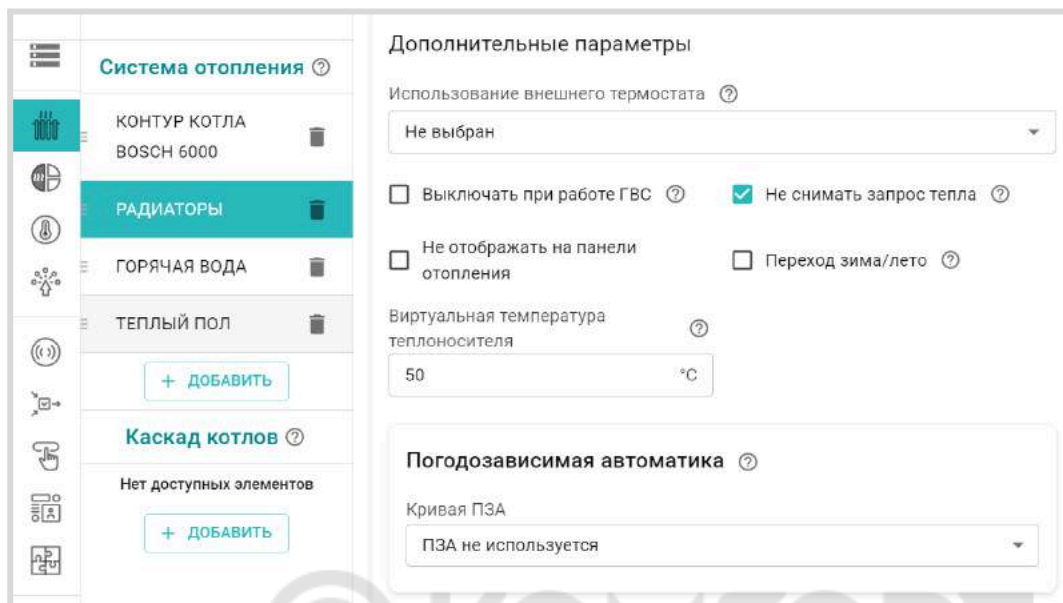 Система отопления
КОНТУР КОТЛА
BOSCH 6000
РАДИАТОРЫ
ГОРЯЧАЯ ВОДА
ТЕПЛЫЙ ПОЛ
+ ДОБАВИТЬ
Каскад котлов
Нет доступных элементов
+ ДОБАВИТЬ
Дополнительные параметры
Использование внешнего термостата
Не выбран
Выключать при работе ГВС
Не снимать запрос тепла
Не отображать на панели
отопления
Переход зима/лето
Виртуальная температура
теплоносителя
50 °C
Погодозависимая автоматика
Кривая ПЗА
ПЗА не используется